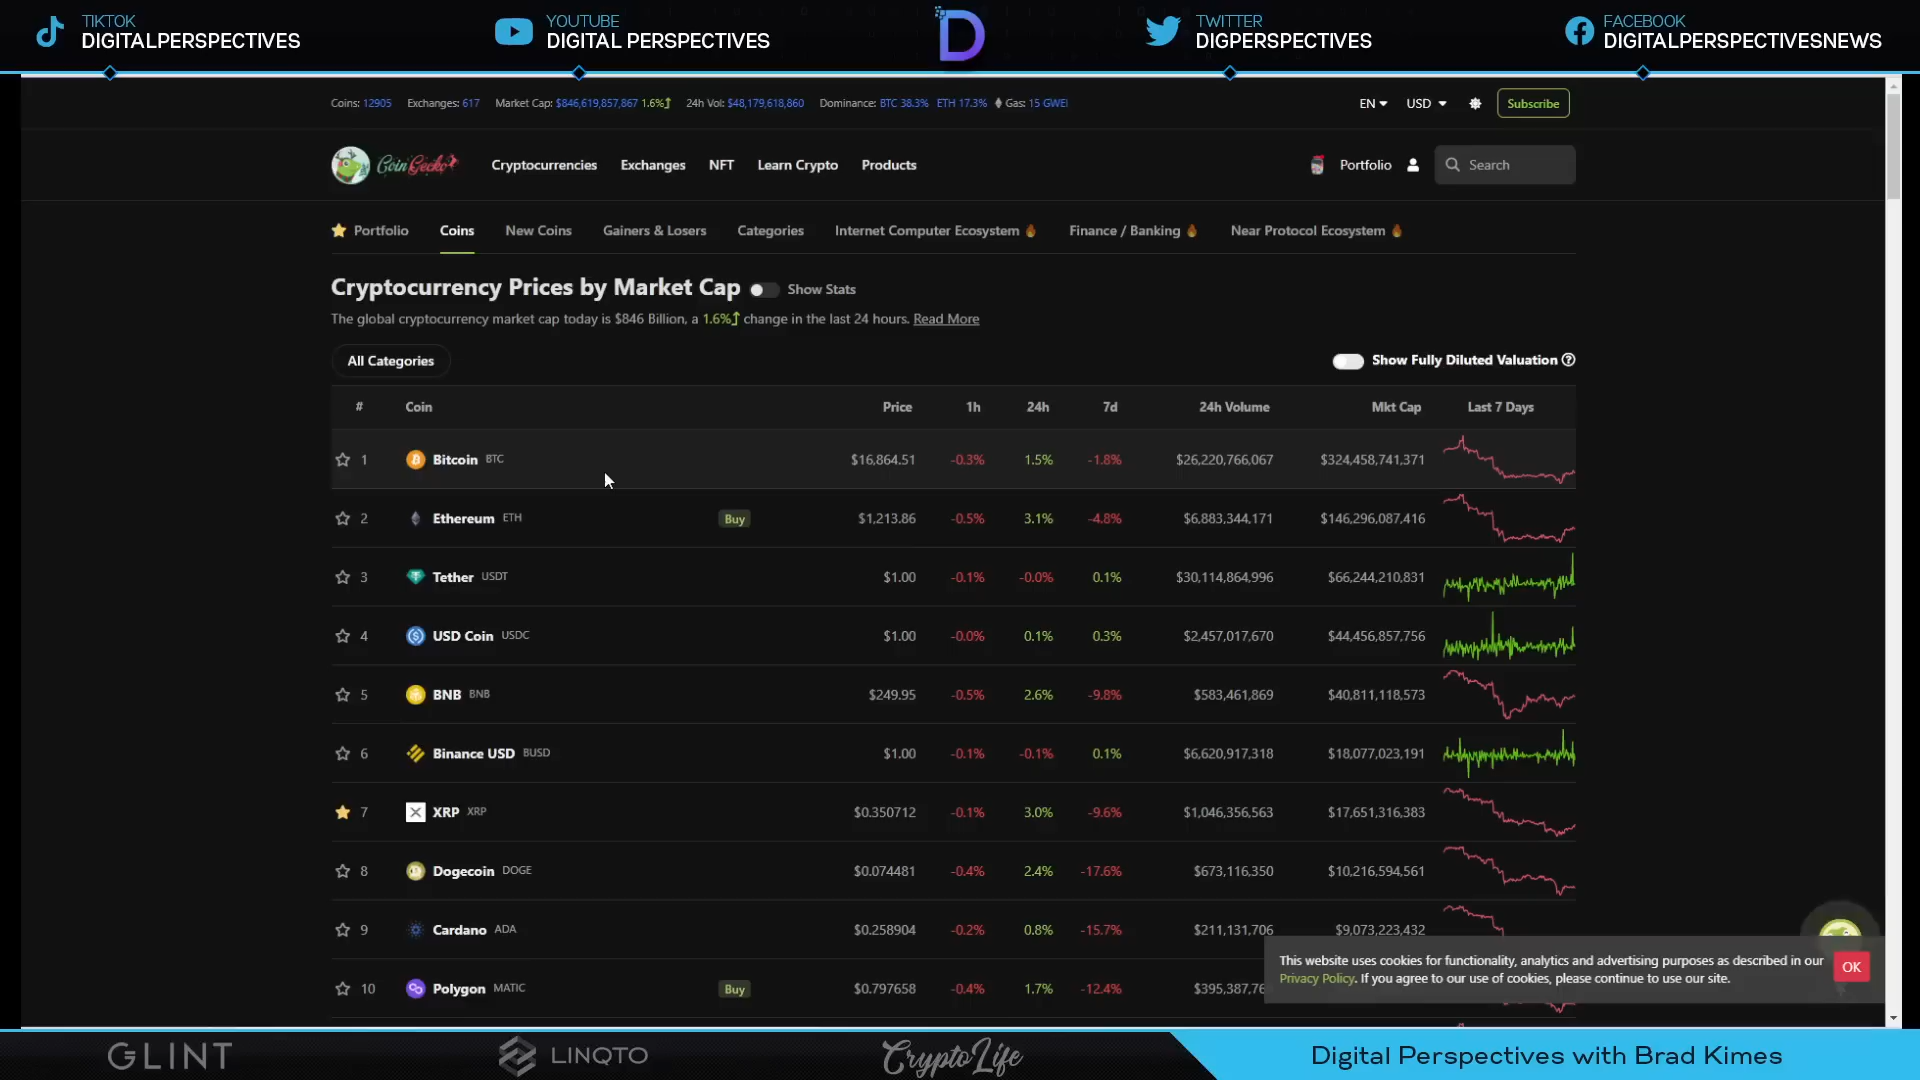 TIKTOK
DIGITALPERSPECTIVES
YOUTUBE
DIGITAL PERSPECTIVES
D
TWITTER
DIGPERSPECTIVES
FACEBOOK
DIGITALPERSPECTIVESNEWS
Coins: 12905 Exchanges: 617 Market Cap: $846,619,857,867 1.6% 24h Vol: $48,179,618,860 Dominance: BTC 38.3% ETH 17.3% Gas: 15 GWEI
EN USD Subscribe
CoinGecko Cryptocurrencies Exchanges NFT Learn Crypto Products Portfolio Search
Portfolio Coins New Coins Gainers & Losers Categories Internet Computer Ecosystem Finance / Banking Near Protocol Ecosystem
Cryptocurrency Prices by Market Cap Show Stats
The global cryptocurrency market cap today is $846 Billion, a 1.6% change in the last 24 hours. Read More
All Categories Show Fully Diluted Valuation ?
# Coin Price 1h 24h 7d 24h Volume Mkt Cap Last 7 Days
1 Bitcoin BTC $16,864.51 -0.3% 1.5% -1.8% $26,220,766,067 $324,458,741,371
2 Ethereum ETH Buy $1,213.86 -0.5% 3.1% -4.8% $6,883,344,171 $146,296,087,416
3 Tether USDT $1.00 -0.1% -0.0% 0.1% $30,114,864,996 $66,244,210,831
4 USD Coin USDC $1.00 -0.0% 0.1% 0.3% $2,457,017,670 $44,456,857,756
5 BNB BNB $249.95 -0.5% 2.6% -9.8% $583,461,869 $40,811,118,573
6 Binance USD BUSD $1.00 -0.1% -0.1% 0.1% $6,620,917,318 $18,077,023,191
7 XRP XRP $0.350712 -0.1% 3.0% -9.6% $1,046,356,563 $17,651,316,383
8 Dogecoin DOGE $0.074481 -0.4% 2.4% -17.6% $673,116,350 $10,216,594,561
9 Cardano ADA $0.258904 -0.2% 0.8% -15.7% $211,131,706 $9,073,223,432
10 Polygon MATIC Buy $0.797658 -0.4% 1.7% -12.4% $395,387,76
This website uses cookies for functionality, analytics and advertising purposes as described in our
Privacy Policy. If you agree to our use of cookies, please continue to use our site.
OK
GLINT LINQTO CryptoLife Digital Perspectives with Brad Kimes